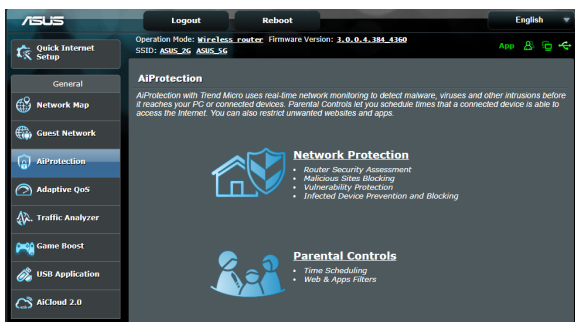 ASUS
Logout
Reboot
English
Quick Internet
Setup
Operation Mode: Wireless router Firmware Version: 3.0.0.4.384_4360
SSID: ASUS_2G ASUS_5G
App
General
Network Map
Guest Network
AiProtection
Adaptive QoS
Traffic Analyzer
Game Boost
USB Application
AiCloud 2.0
AiProtection
AiProtection with Trend Micro uses real-time network monitoring to detect malware, viruses and other intrusions before
it reaches your PC or connected devices. Parental Controls let you schedule times that a connected device is able to
access the Internet. You can also restrict unwanted websites and apps.
Network Protection
• Router Security Assessment
• Malicious Sites Blocking
• Vulnerability Protection
• Infected Device Prevention and Blocking
Parental Controls
• Time Scheduling
• Web & Apps Filters